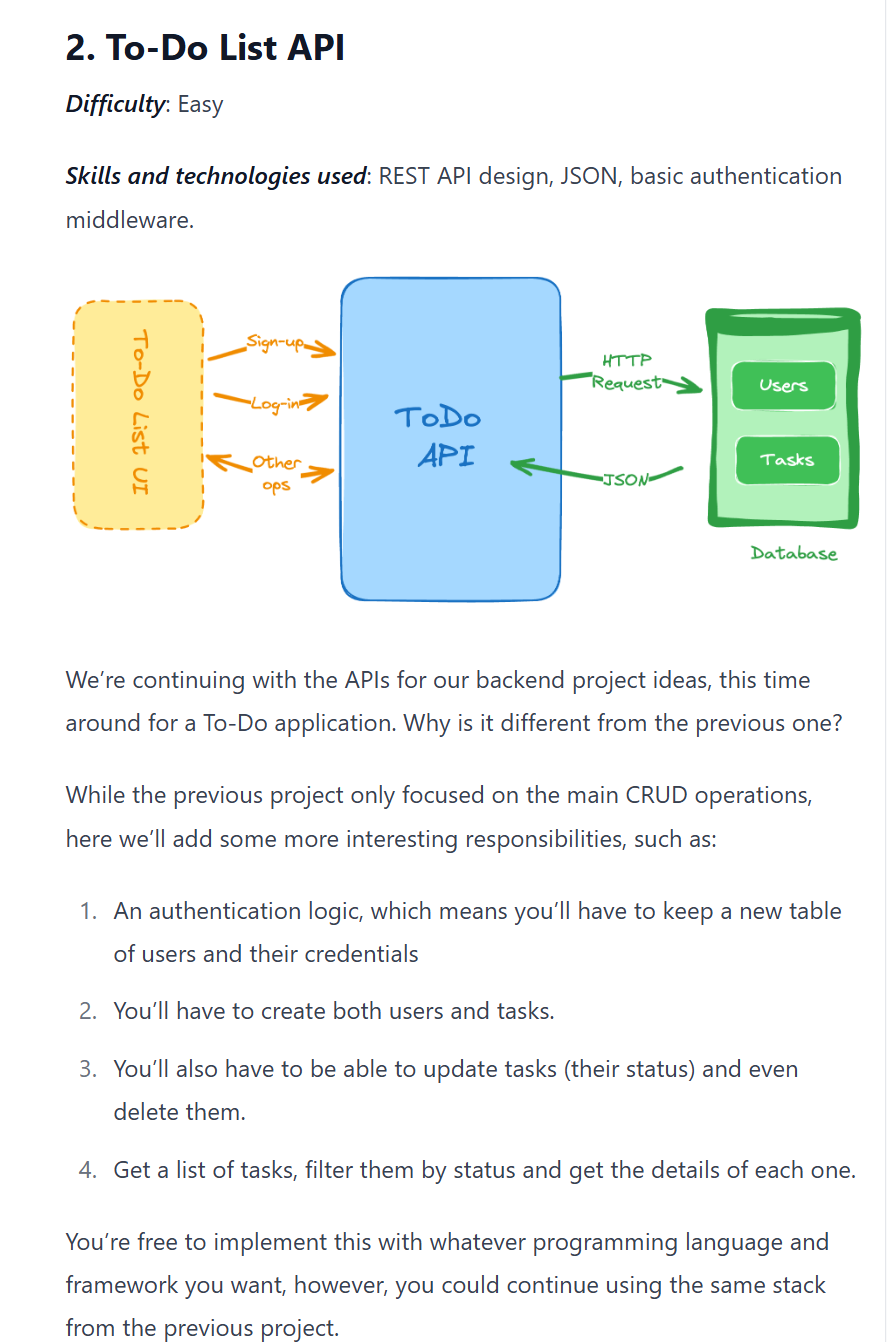 2. To-Do List API
Difficulty: Easy
Skills and technologies used: REST API design, JSON, basic authentication
middleware.
To-Do List UI
Sign-up
Log-in
Other
ops
ToDo
API
HTTP
Request
JSON
Users
Tasks
Database
We’re continuing with the APIs for our backend project ideas, this time
around for a To-Do application. Why is it different from the previous one?
While the previous project only focused on the main CRUD operations,
here we’ll add some more interesting responsibilities, such as:
1. An authentication logic, which means you’ll have to keep a new table
of users and their credentials
2. You’ll have to create both users and tasks.
3. You’ll also have to be able to update tasks (their status) and even
delete them.
4. Get a list of tasks, filter them by status and get the details of each one.
You’re free to implement this with whatever programming language and
framework you want, however, you could continue using the same stack
from the previous project.